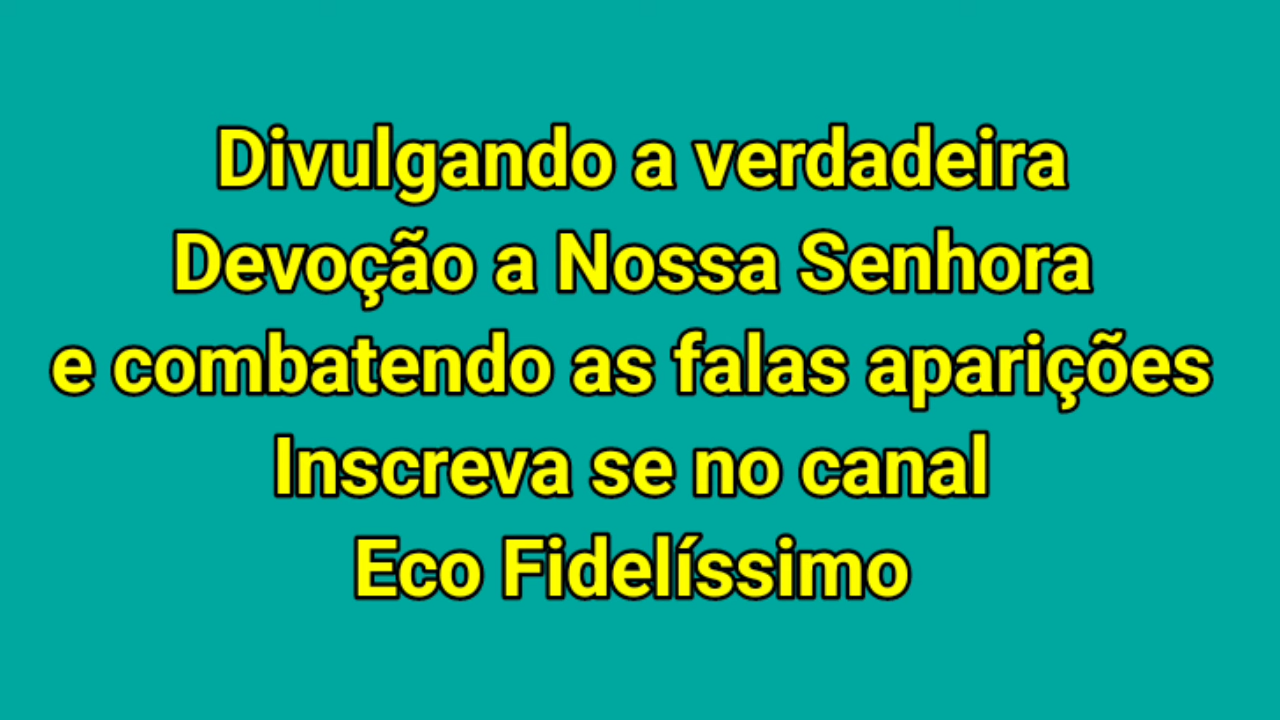 Divulgando a verdadeira
Devoção a Nossa Senhora
e combatendo as falas aparições
Inscreva se no canal
Eco Fidelíssimo